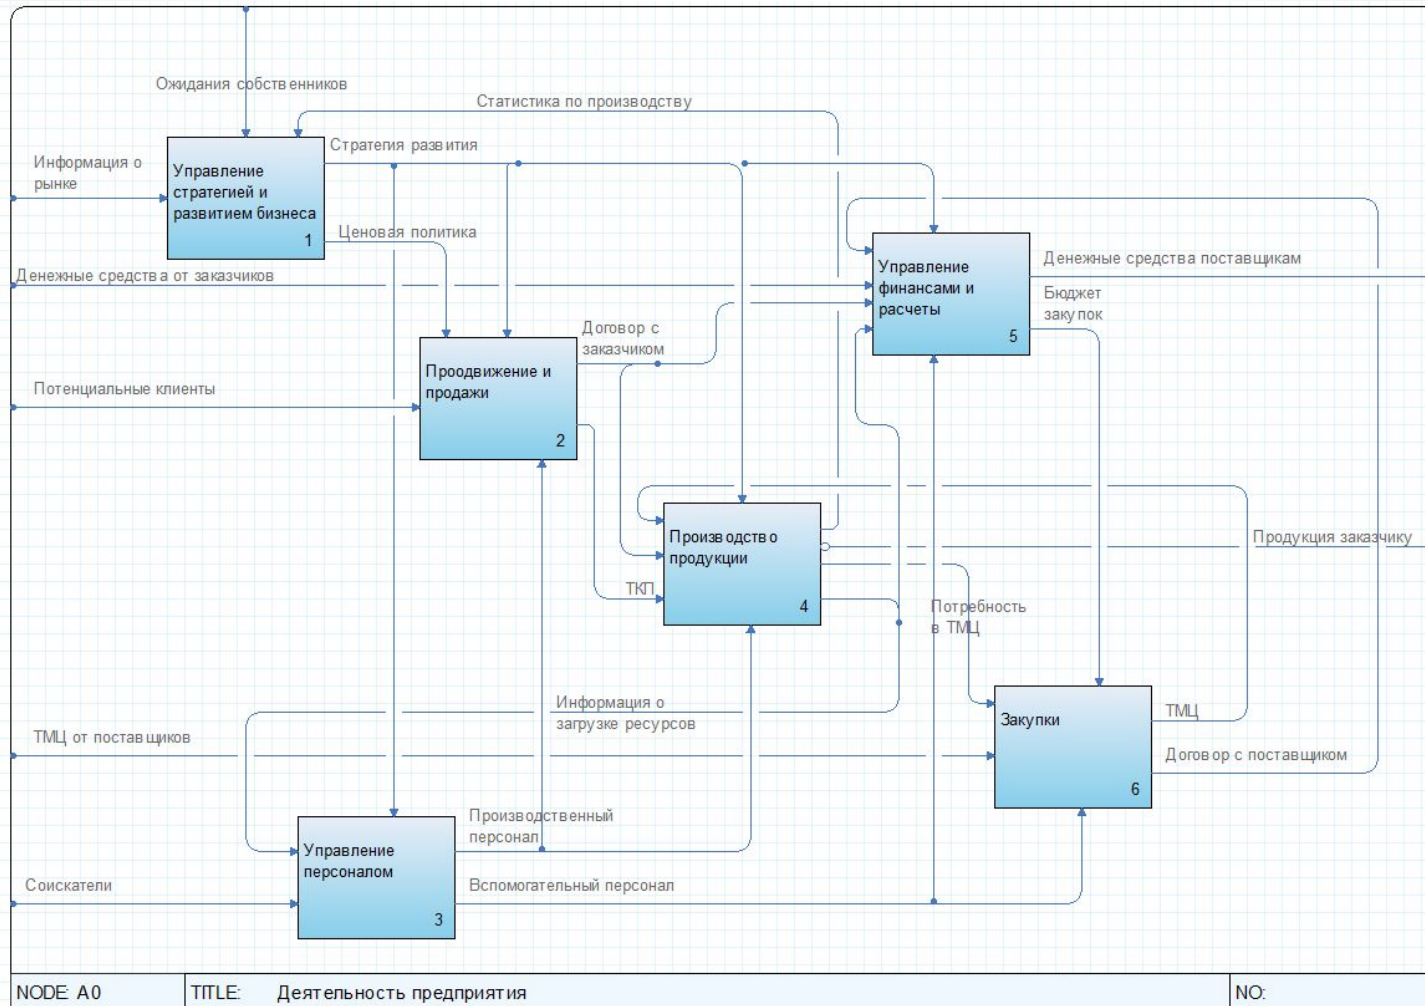 Ожидания собственников
Статистика по производству
Стратегия развития
Информация о
рынке
Управление
стратегией и
развитием бизнеса
1
Ценовая политика
Денежные средства от заказчиков
Управление
финансами и
расчеты
5
Денежные средства поставщикам
Бюджет
закупок
Договор с
заказчиком
Проодвижение и
продажи
2
Потенциальные клиенты
Производство
продукции
4
Продукция заказчику
ТКП
Потребность
в ТМЦ
Информация о
загрузке ресурсов
Закупки
6
ТМЦ
ТМЦ от поставщиков
Договор с поставщиком
Производственный
персонал
Управление
персоналом
3
Соискатели
Вспомогательный персонал
NODE: A0
TITLE: Деятельность предприятия
NO: